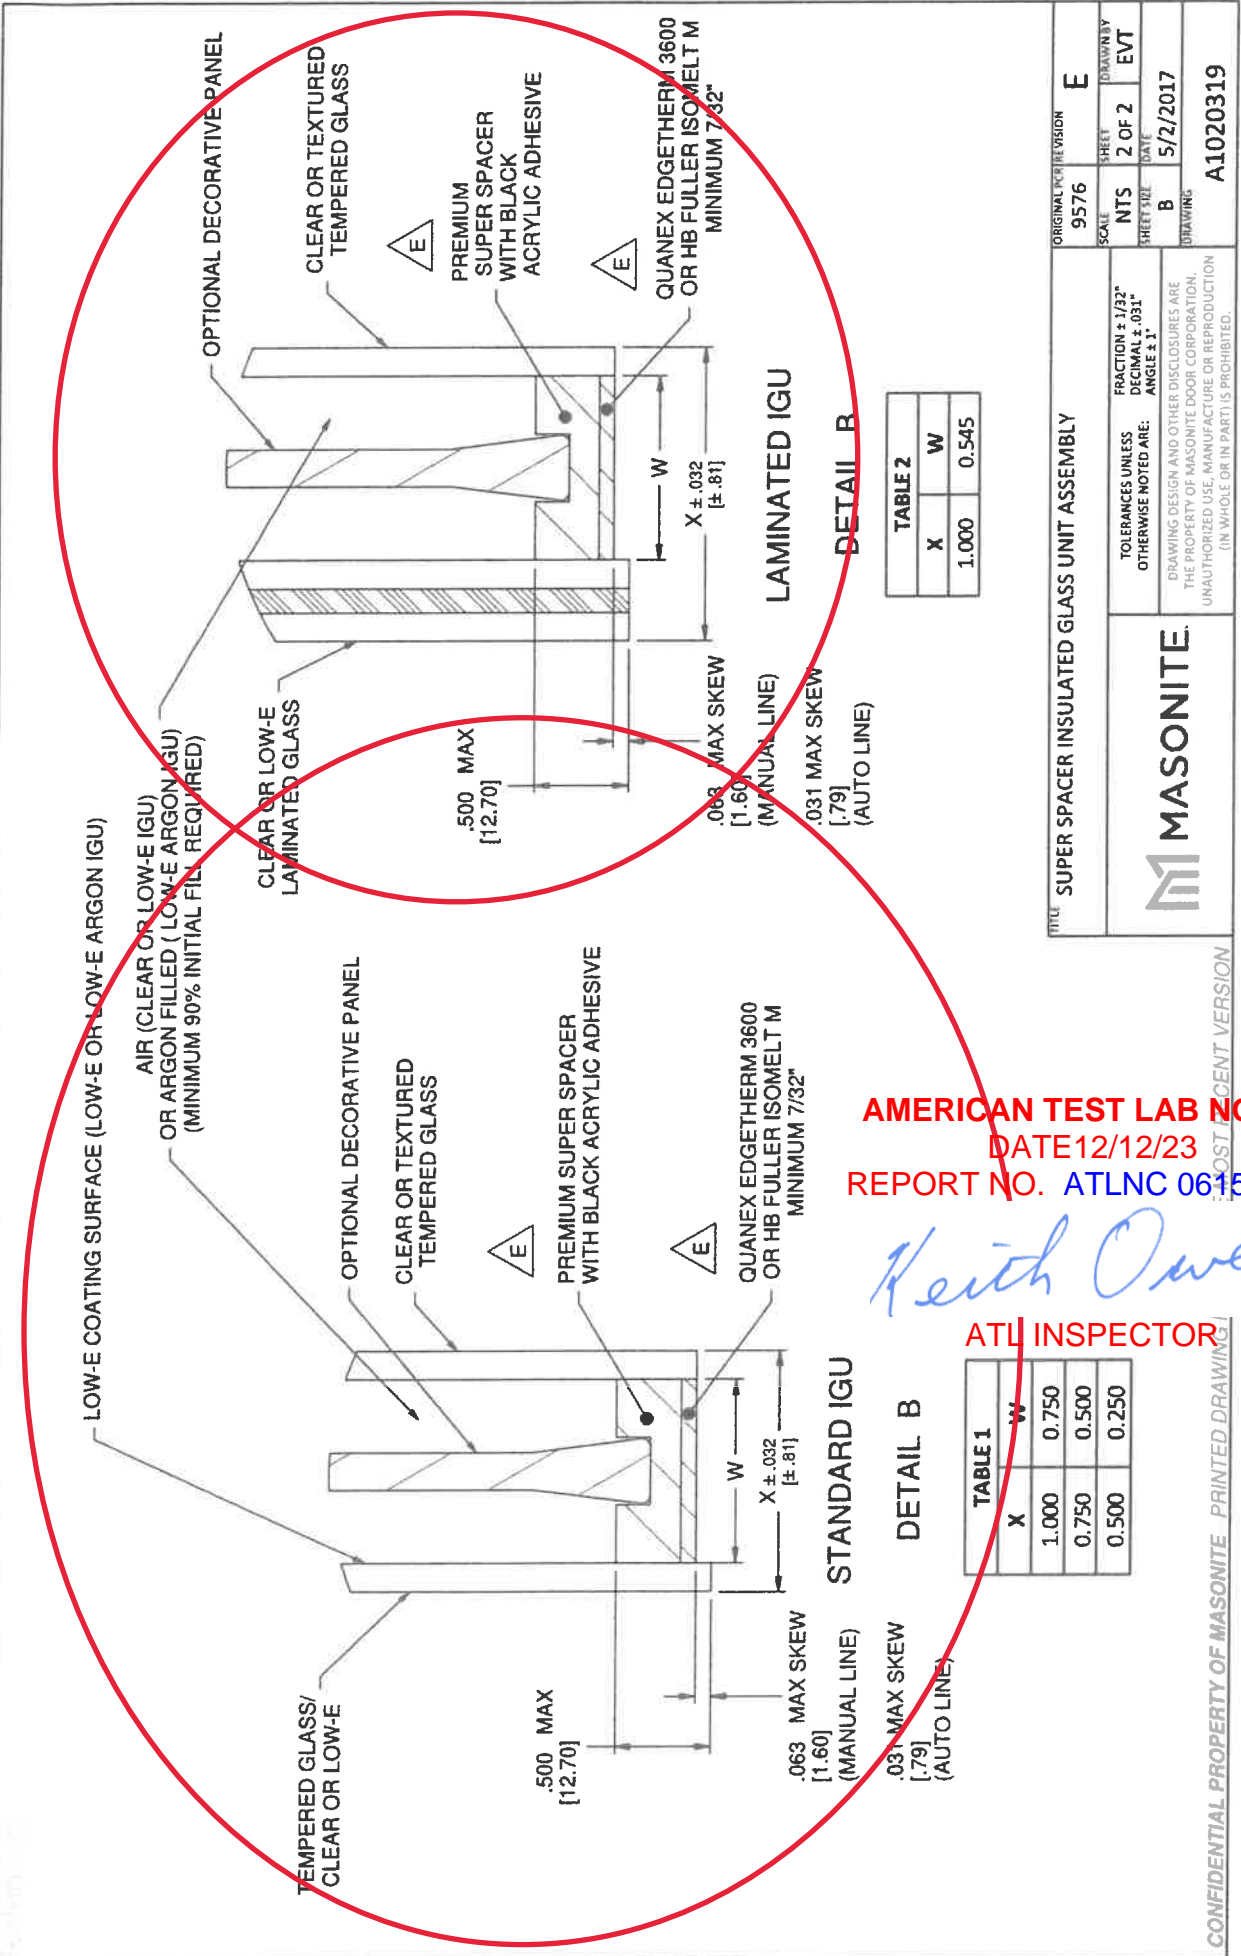 LOW-E COATING SURFACE (LOW-E OR LOW-E ARGON IGU)
AIR (CLEAR OR LOW-E IGU)
OR ARGON FILLED ( LOW-E ARGON IGU)
(MINIMUM 90% INITIAL FILL REQUIRED)
TEMPERED GLASS/
CLEAR OR LOW-E
OPTIONAL DECORATIVE PANEL
CLEAR OR TEXTURED
TEMPERED GLASS
E
PREMIUM SUPER SPACER
WITH BLACK ACRYLIC ADHESIVE
E
QUANEX EDGETHERM 3600
OR HB FULLER ISOMELT M
MINIMUM 7/32"
.500 MAX
[12.70]
W
X ± .032
[± .81]
.063 MAX SKEW
[1.60]
(MANUAL LINE)
.031 MAX SKEW
[.79]
(AUTO LINE)
STANDARD IGU
DETAIL B
TABLE 1
X W
1.000 0.750
0.750 0.500
0.500 0.250
OPTIONAL DECORATIVE PANEL
CLEAR OR TEXTURED
TEMPERED GLASS
E
PREMIUM
SUPER SPACER
WITH BLACK
ACRYLIC ADHESIVE
E
QUANEX EDGETHERM 3600
OR HB FULLER ISOMELT M
MINIMUM 7/32"
CLEAR OR LOW-E
LAMINATED GLASS
.500 MAX
[12.70]
W
X ± .032
[± .81]
.063 MAX SKEW
[1.60]
(MANUAL LINE)
.031 MAX SKEW
[.79]
(AUTO LINE)
LAMINATED IGU
DETAIL B
TABLE 2
X W
1.000 0.545
AMERICAN TEST LAB NC
DATE12/12/23
REPORT NO. ATLNC 0615
Keith Owe
ATL INSPECTOR
TITLE
SUPER SPACER INSULATED GLASS UNIT ASSEMBLY
ORIGINAL PCR
9576
REVISION
E
MASONITE
TOLERANCES UNLESS
OTHERWISE NOTED ARE:
FRACTION ± 1/32"
DECIMAL ± .031"
ANGLE ± 1°
SCALE
NTS
SHEET
2 OF 2
DRAWN BY
EVT
SHEET SIZE
B
DATE
5/2/2017
DRAWING DESIGN AND OTHER DISCLOSURES ARE
THE PROPERTY OF MASONITE DOOR CORPORATION.
UNAUTHORIZED USE, MANUFACTURE OR REPRODUCTION
(IN WHOLE OR IN PART) IS PROHIBITED.
DRAWING
A1020319
CONFIDENTIAL PROPERTY OF MASONITE PRINTED DRAWING MOST RECENT VERSION